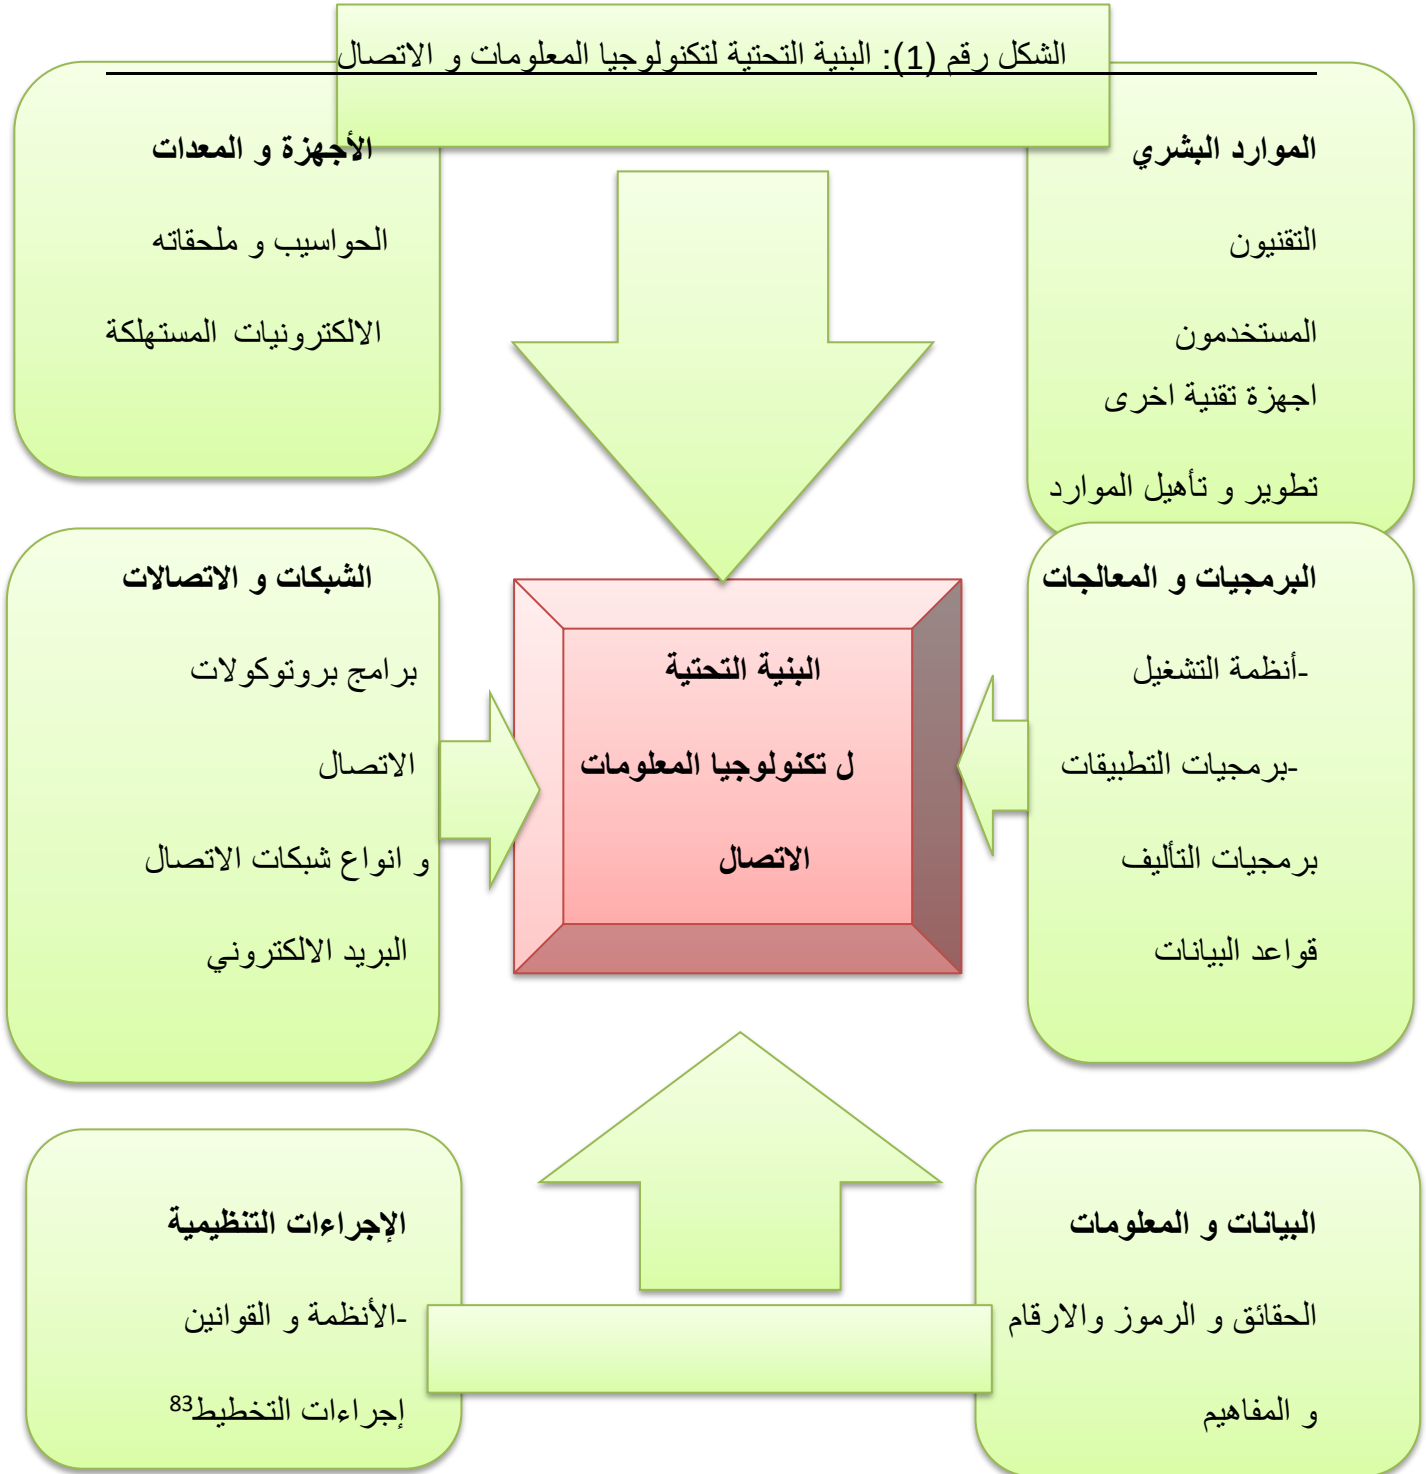 الشكل رقم (1): البنية التحتية لتكنولوجيا المعلومات و الاتصال
الموارد البشري
التقنيون
المستخدمون
اجهزة تقنية اخرى
تطوير و تأهيل الموارد
الأجهزة و المعدات
الحواسيب و ملحقاته
الالكترونيات المستهلكة
البرمجيات و المعالجات
-أنظمة التشغيل
-برمجيات التطبيقات
برمجيات التأليف
قواعد البيانات
البنية التحتية
ل تكنولوجيا المعلومات
الاتصال
الشبكات و الاتصالات
برامج بروتوكولات
الاتصال
و انواع شبكات الاتصال
البريد الالكتروني
البيانات و المعلومات
الحقائق و الرموز والارقام
و المفاهيم
الإجراءات التنظيمية
-الأنظمة و القوانين
إجراءات التخطيط83